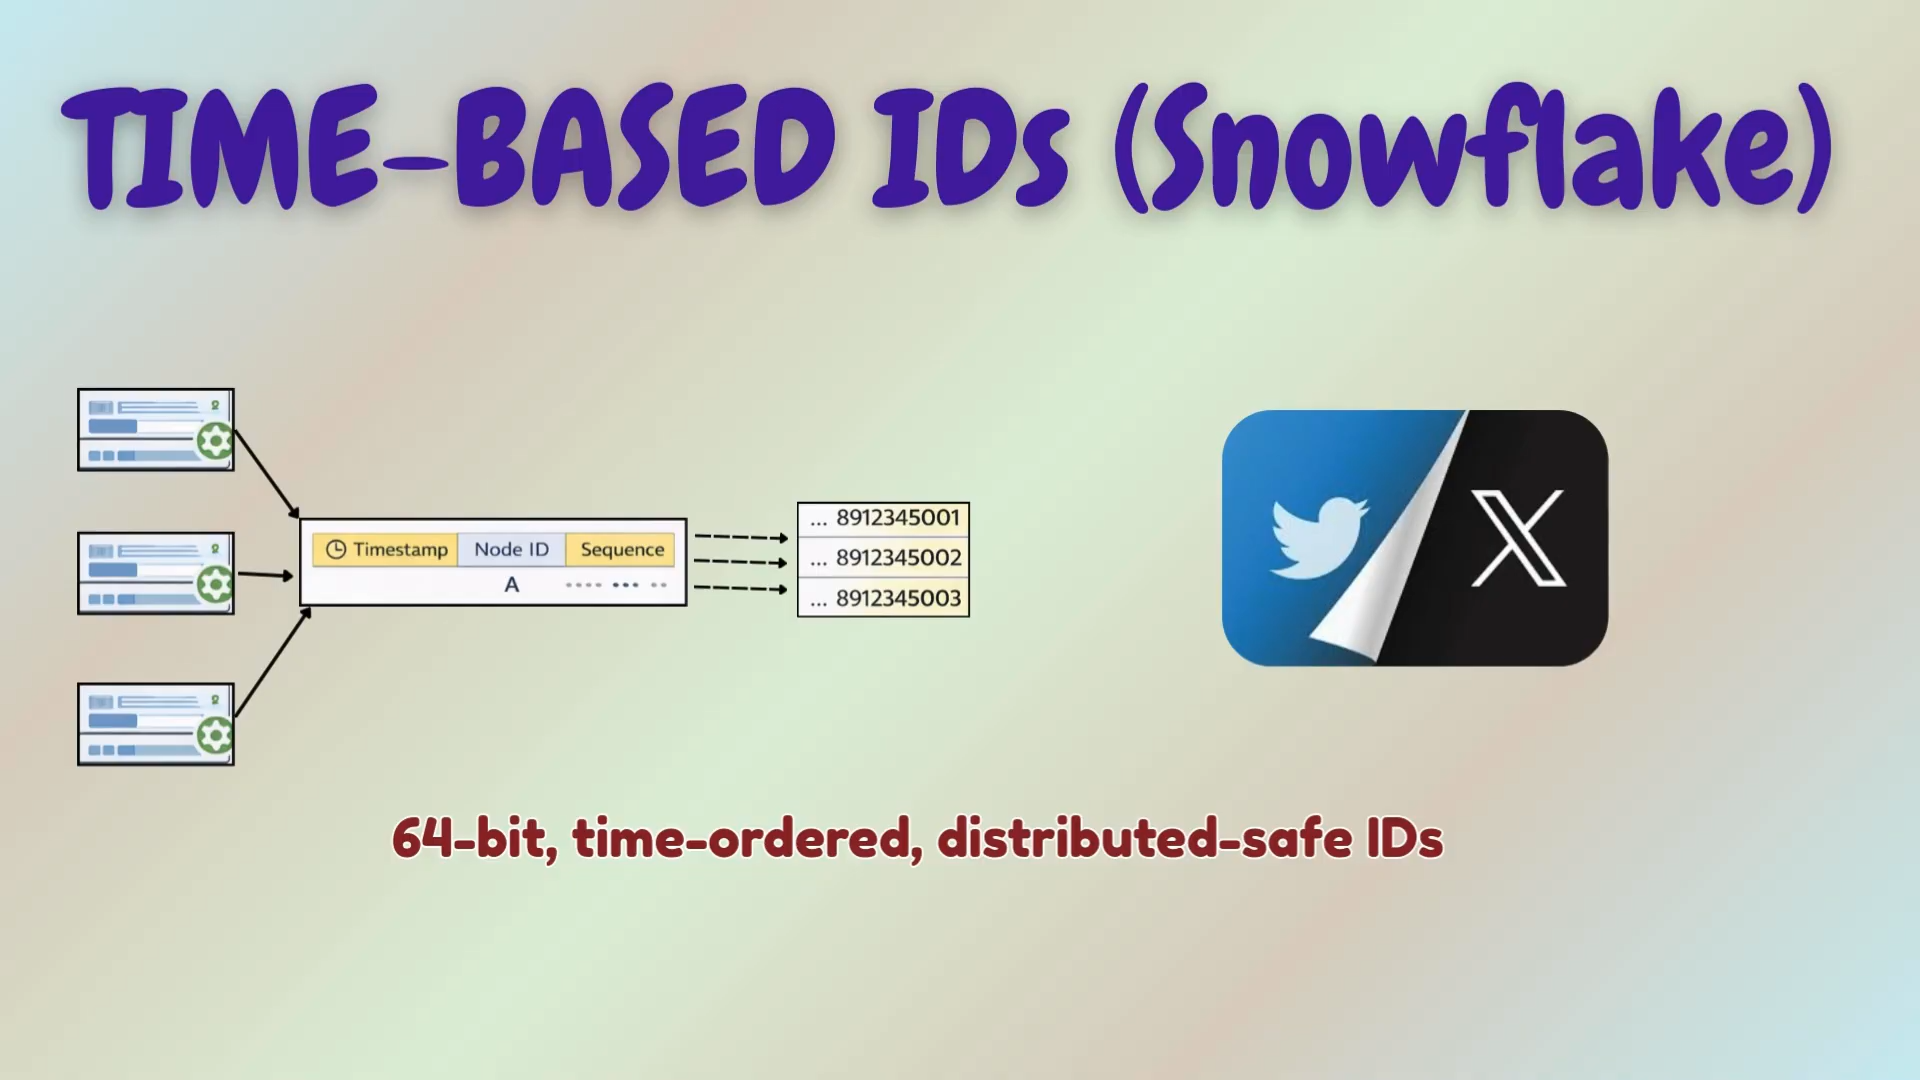 TIME-BASED IDs (Snowflake)
Timestamp Node ID Sequence
A
... 8912345001
... 8912345002
... 8912345003
64-bit, time-ordered, distributed-safe IDs